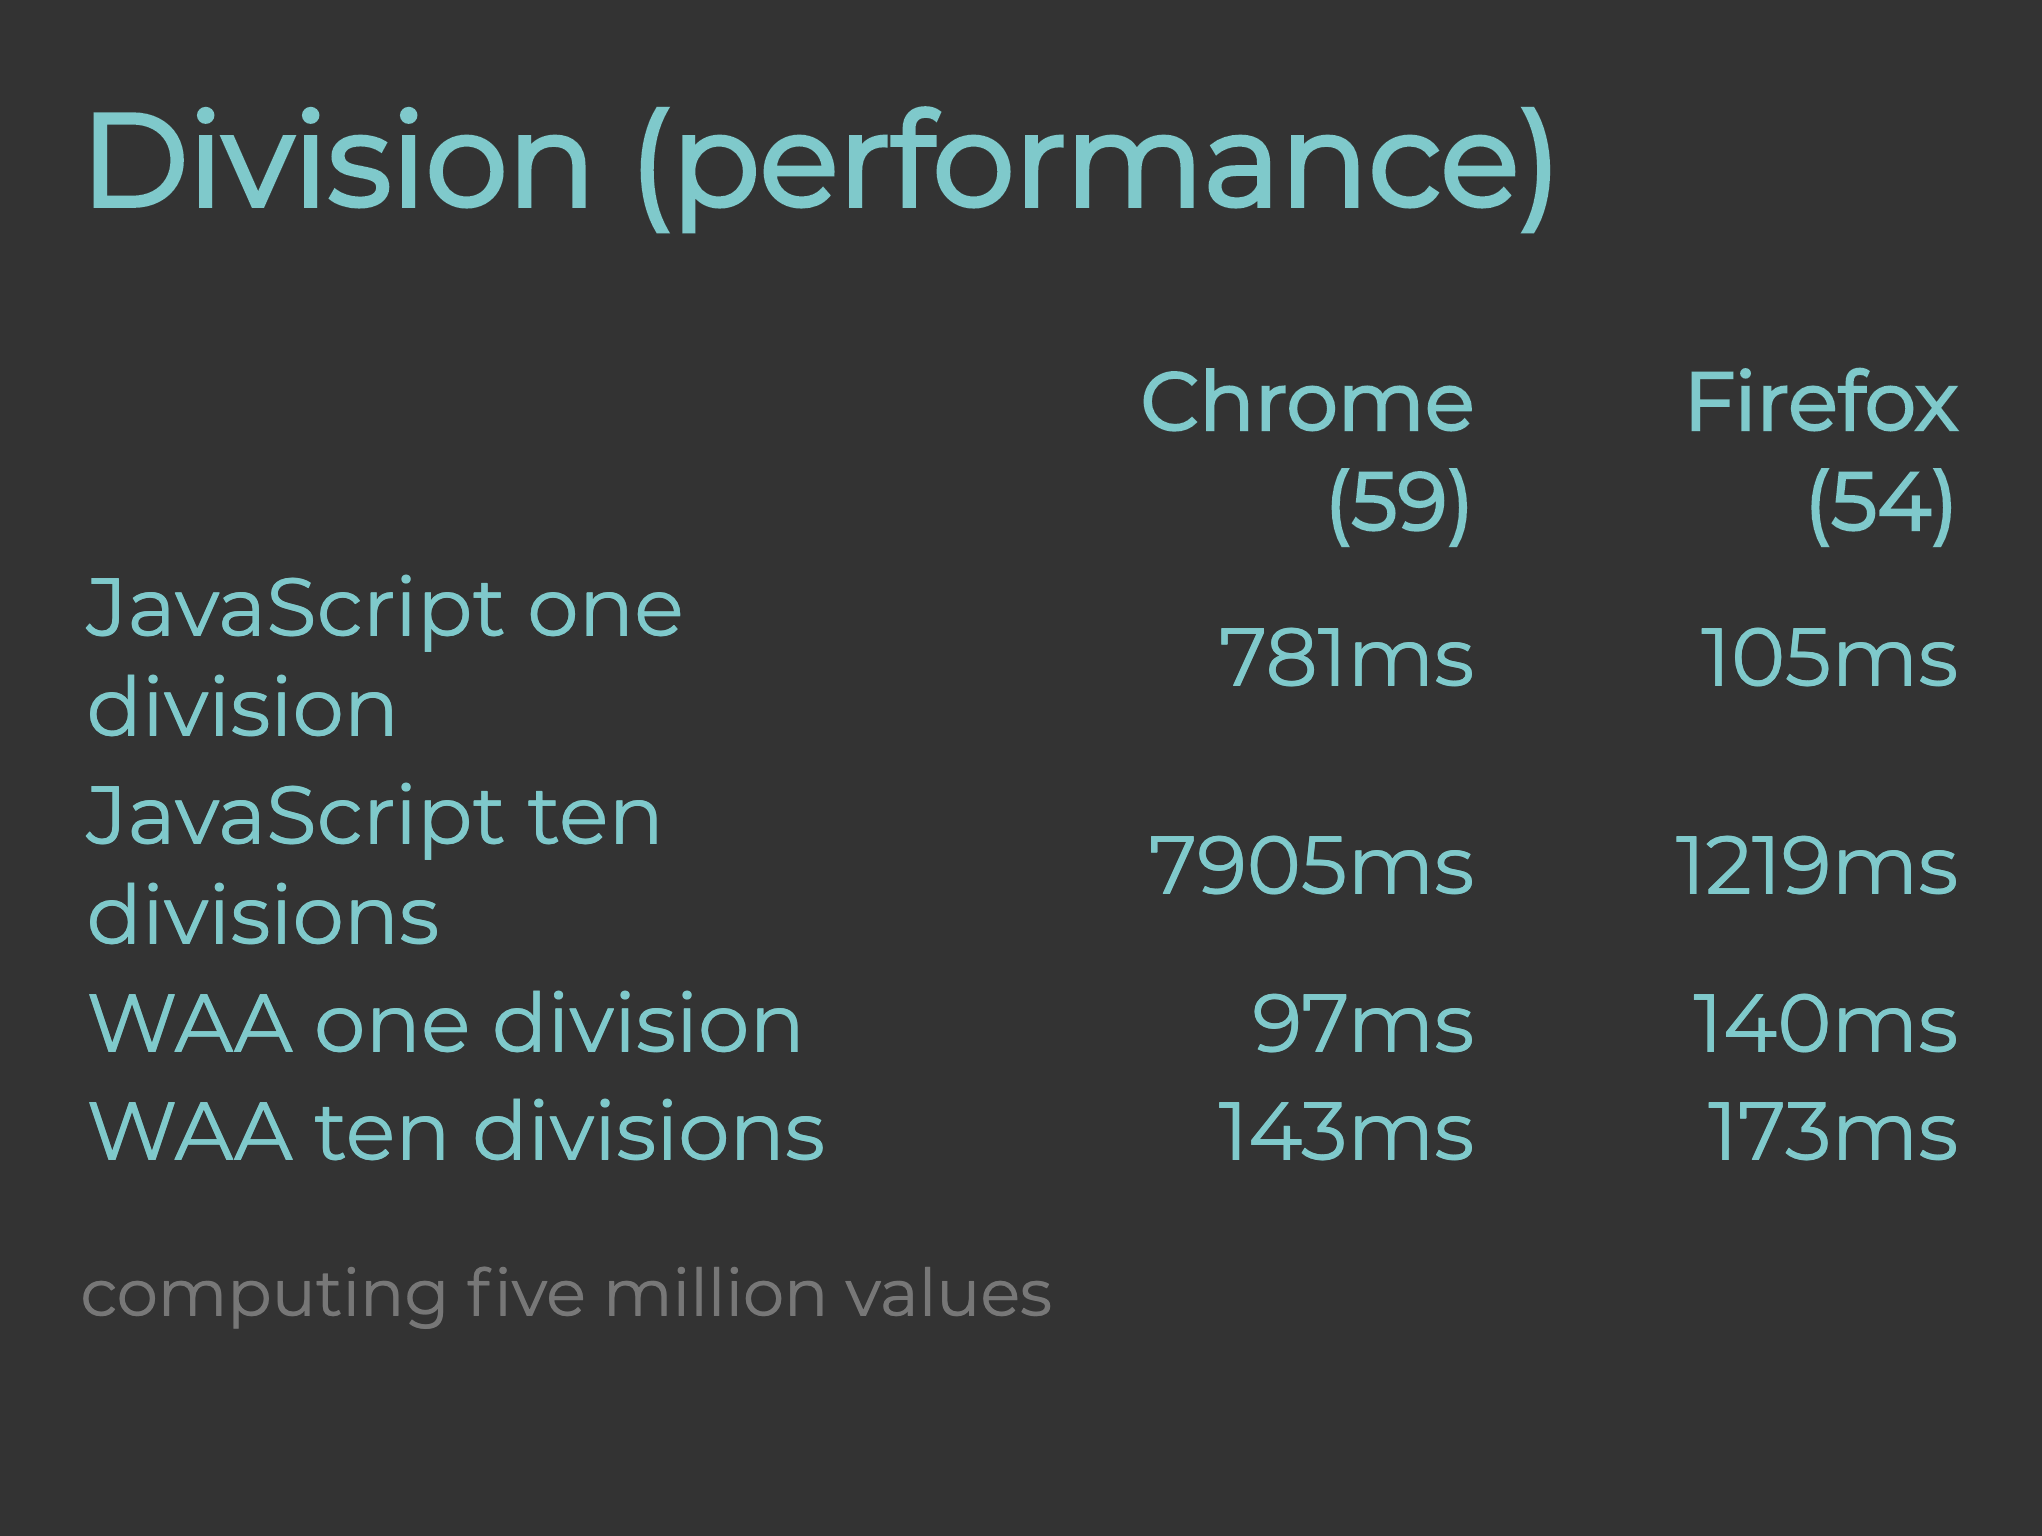 Division (performance)
Chrome Firefox
(59) (54)
JavaScript one
division 781ms 105ms
JavaScript ten
divisions 7905ms 1219ms
WAA one division 97ms 140ms
WAA ten divisions 143ms 173ms
computing five million values